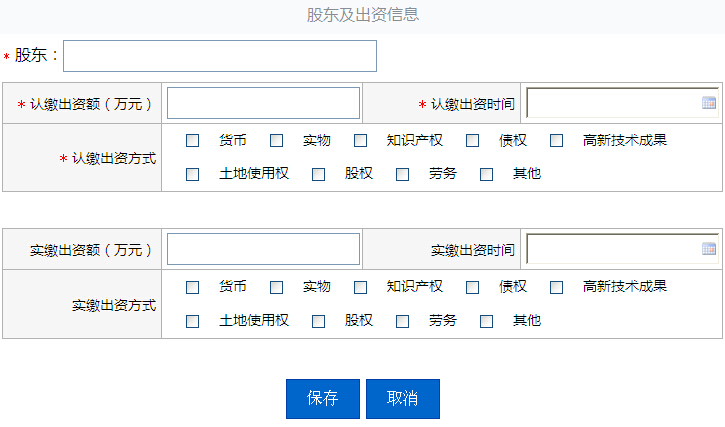 股东及出资信息
* 股东：
* 认缴出资额（万元） * 认缴出资时间
* 认缴出资方式
货币 实物 知识产权 债权 高新技术成果
土地使用权 股权 劳务 其他
实缴出资额（万元） 实缴出资时间
实缴出资方式
货币 实物 知识产权 债权 高新技术成果
土地使用权 股权 劳务 其他
保存 取消